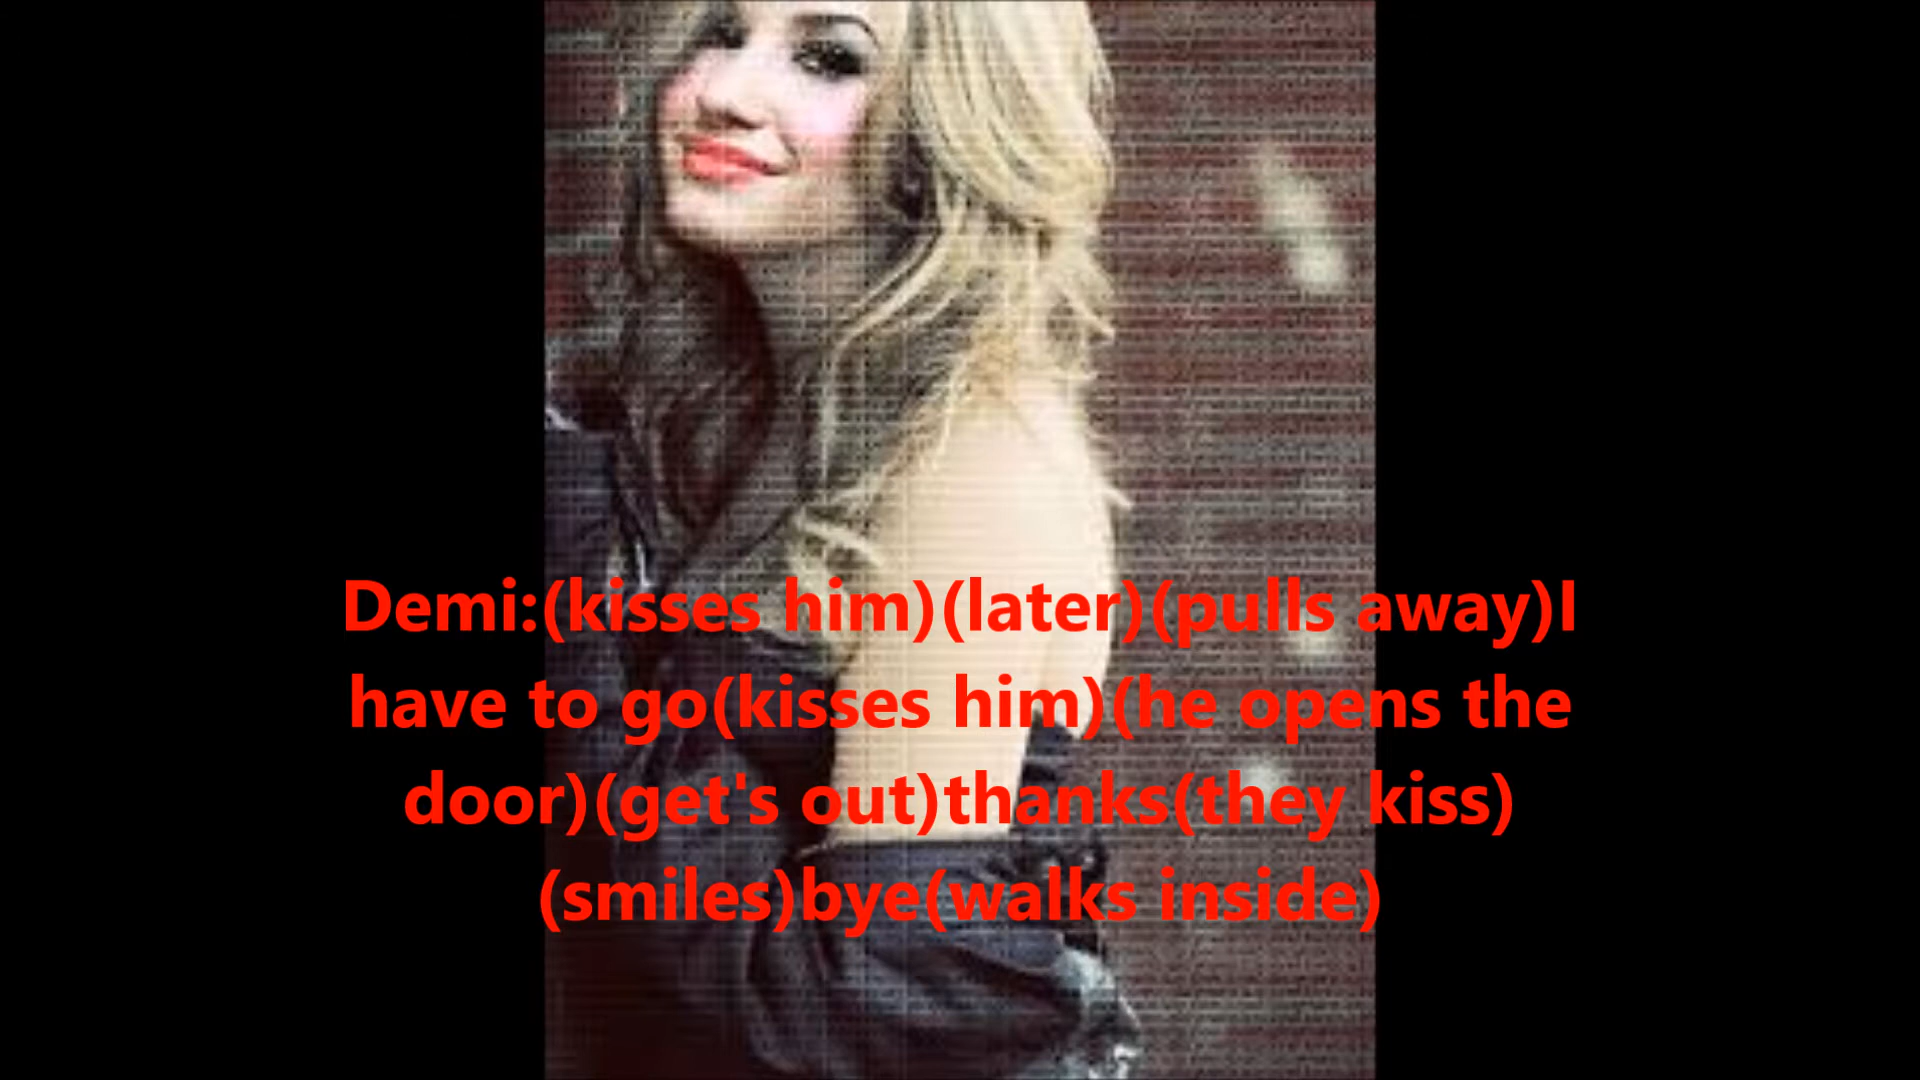 Demi:(kisses him)(later)(pulls away)I
have to go(kisses him)(he opens the
door)(get's out)thanks(they kiss)
(smiles)bye(walks inside)